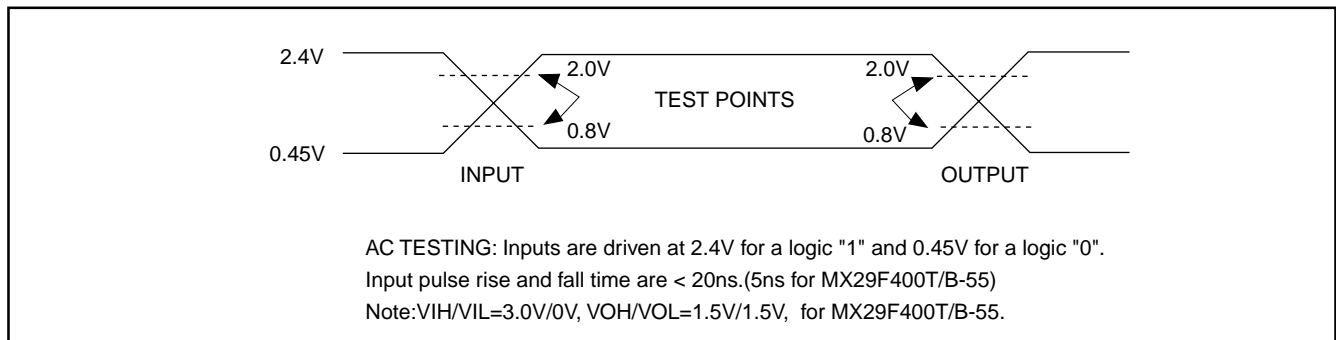 2.4V
2.0V
2.0V
TEST POINTS
0.8V
0.8V
0.45V
INPUT
OUTPUT
AC TESTING: Inputs are driven at 2.4V for a logic "1" and 0.45V for a logic "0".
Input pulse rise and fall time are < 20ns.(5ns for MX29F400T/B-55)
Note:VIH/VIL=3.0V/0V, VOH/VOL=1.5V/1.5V, for MX29F400T/B-55.